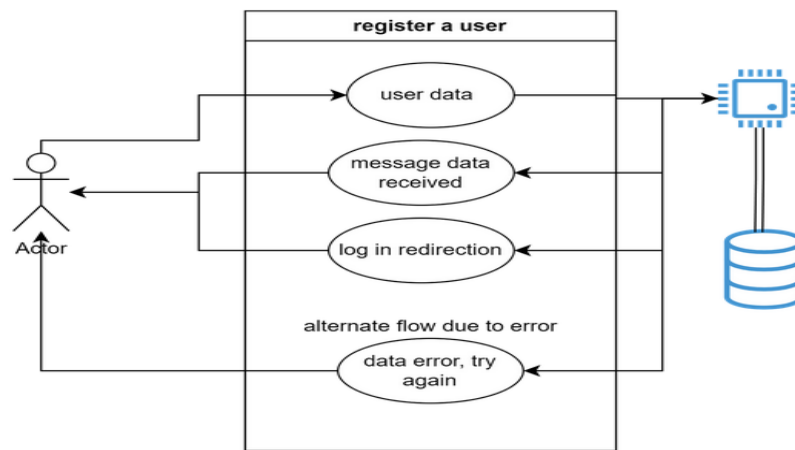 register a user
user data
message data
received
Actor
log in redirection
alternate flow due to error
data error, try
again